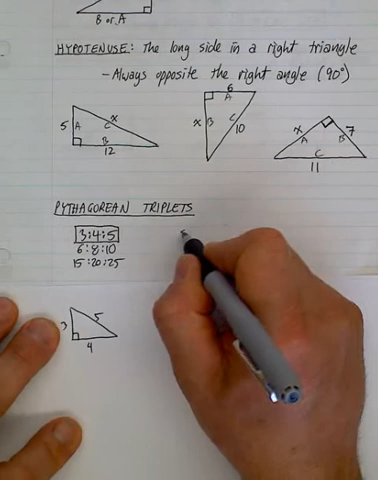 B or A
HYPOTENUSE: The long side in a right triangle
- Always opposite the right angle (90°)
5 A C x
B
12
6
A
x B C 10
x A B 7
C
11
PYTHAGOREAN TRIPLETS
3:4:5
6:8:10
15:20:25
3 5
4